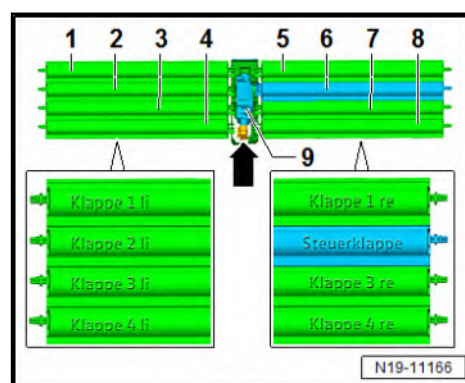 1 2 3 4 5 6 7 8
9
Klappe 1 li
Klappe 1 re
Klappe 2 li
Steuerklappe
Klappe 3 li
Klappe 3 re
Klappe 4 li
Klappe 4 re
N19-11166